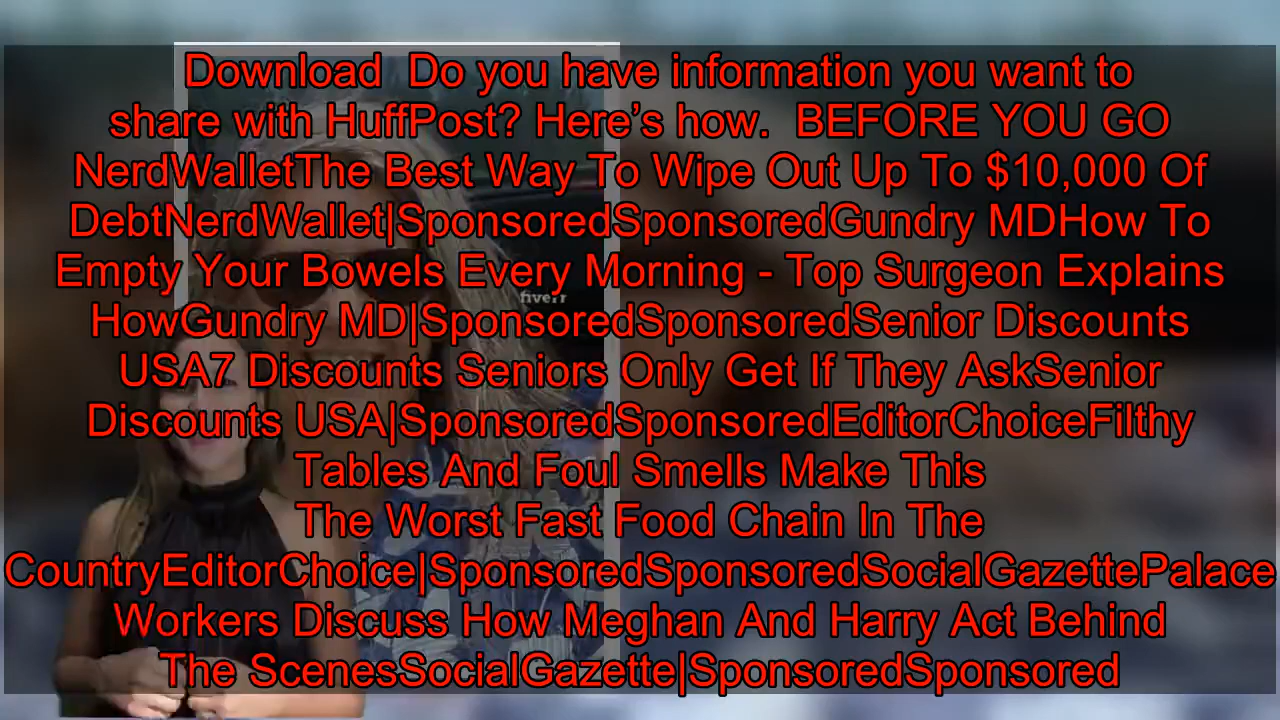 Download  Do you have information you want to
share with HuffPost? Here’s how.  BEFORE YOU GO
NerdWalletThe Best Way To Wipe Out Up To $10,000 Of
DebtNerdWallet|SponsoredSponsoredGundry MDHow To
Empty Your Bowels Every Morning - Top Surgeon Explains
fiverr
HowGundry MD|SponsoredSponsoredSenior Discounts
USA7 Discounts Seniors Only Get If They AskSenior
Discounts USA|SponsoredSponsoredEditorChoiceFilthy
Tables And Foul Smells Make This
The Worst Fast Food Chain In The
CountryEditorChoice|SponsoredSponsoredSocialGazettePalace
Workers Discuss How Meghan And Harry Act Behind
The ScenesSocialGazette|SponsoredSponsored